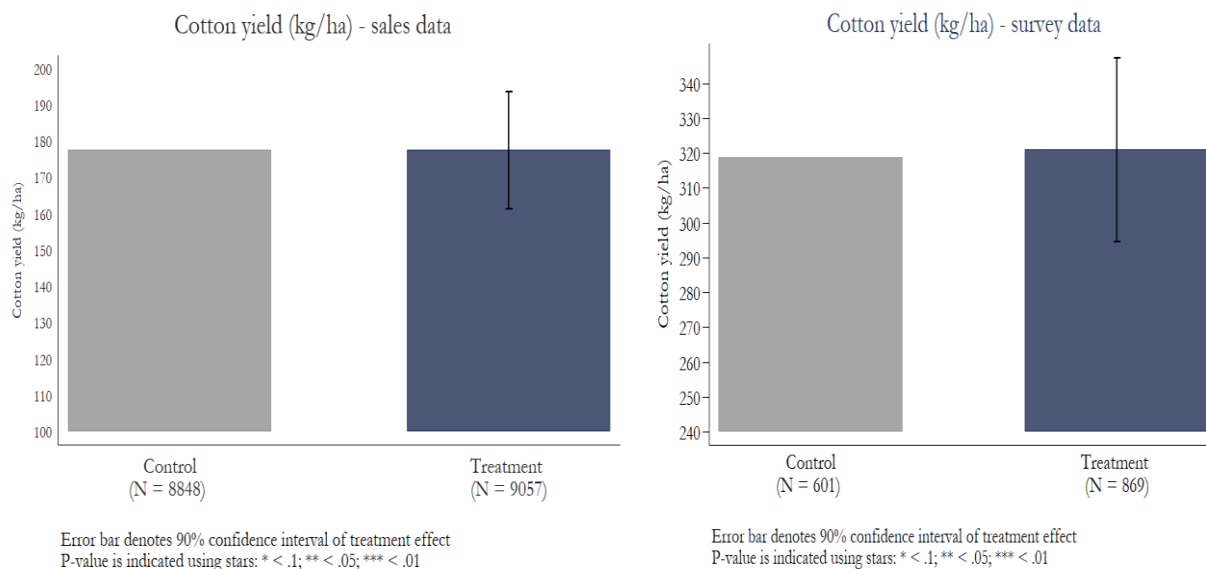 Cotton yield (kg/ha) - sales data
Cotton yield (kg/ha)
200
190
180
170
160
150
140
130
120
110
100
Control
(N = 8848)
Treatment
(N = 9057)
Error bar denotes 90% confidence interval of treatment effect
P-value is indicated using stars: * < .1; ** < .05; *** < .01
Cotton yield (kg/ha) - survey data
Cotton yield (kg/ha)
340
330
320
310
300
290
280
270
260
250
240
Control
(N = 601)
Treatment
(N = 869)
Error bar denotes 90% confidence interval of treatment effect
P-value is indicated using stars: * < .1; ** < .05; *** < .01